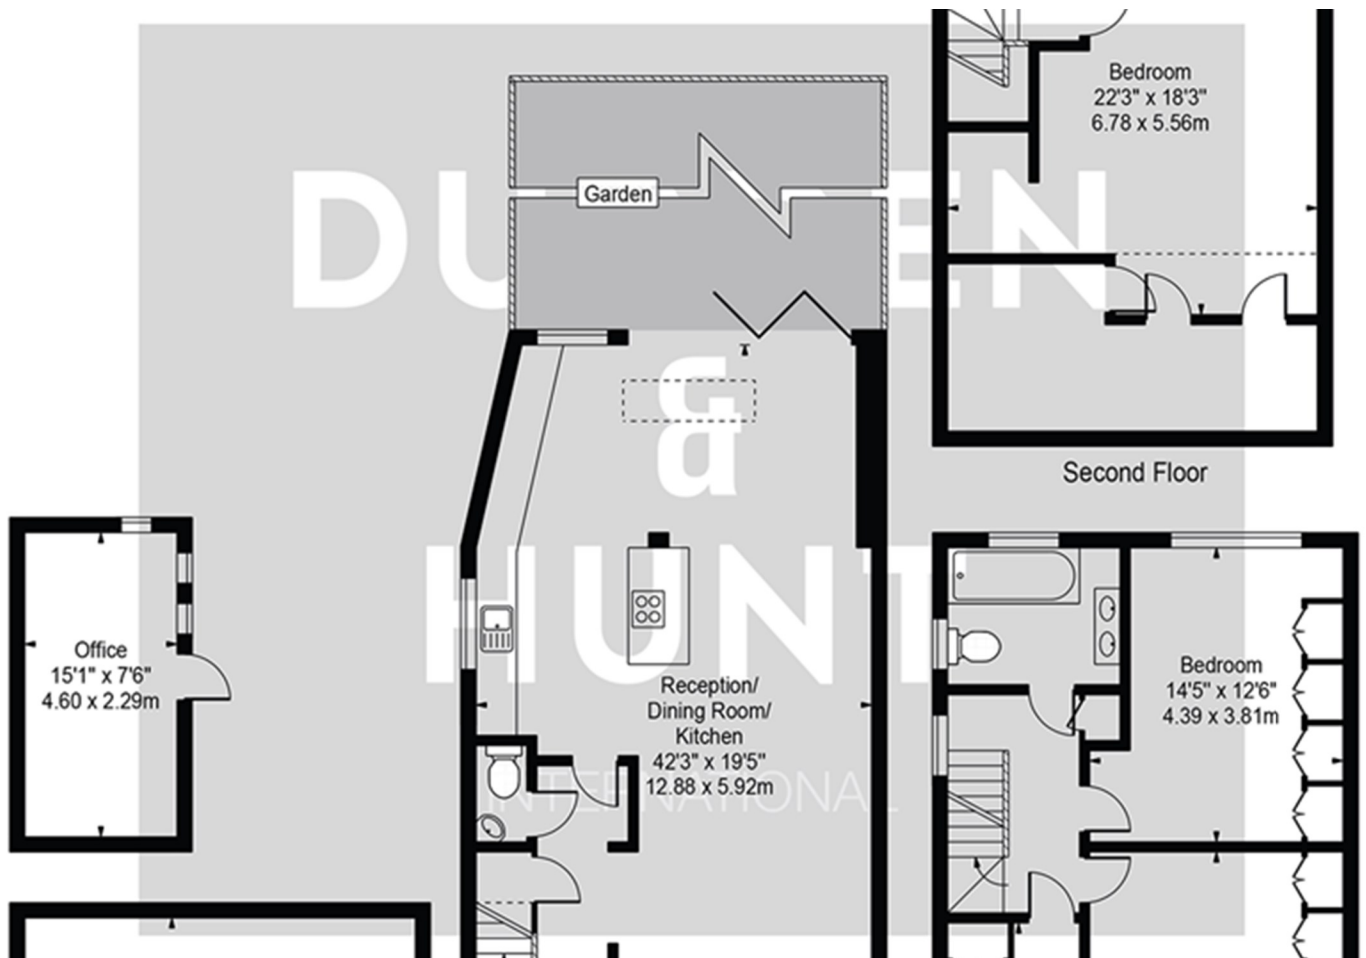 Bedroom
22'3" x 18'3"
6.78 x 5.56m
Garden
&
HUNT
INTERNATIONAL
Second Floor
Office
15'1" x 7'6"
4.60 x 2.29m
Reception/
Dining Room/
Kitchen
42'3" x 19'5"
12.88 x 5.92m
Bedroom
14'5" x 12'6"
4.39 x 3.81m